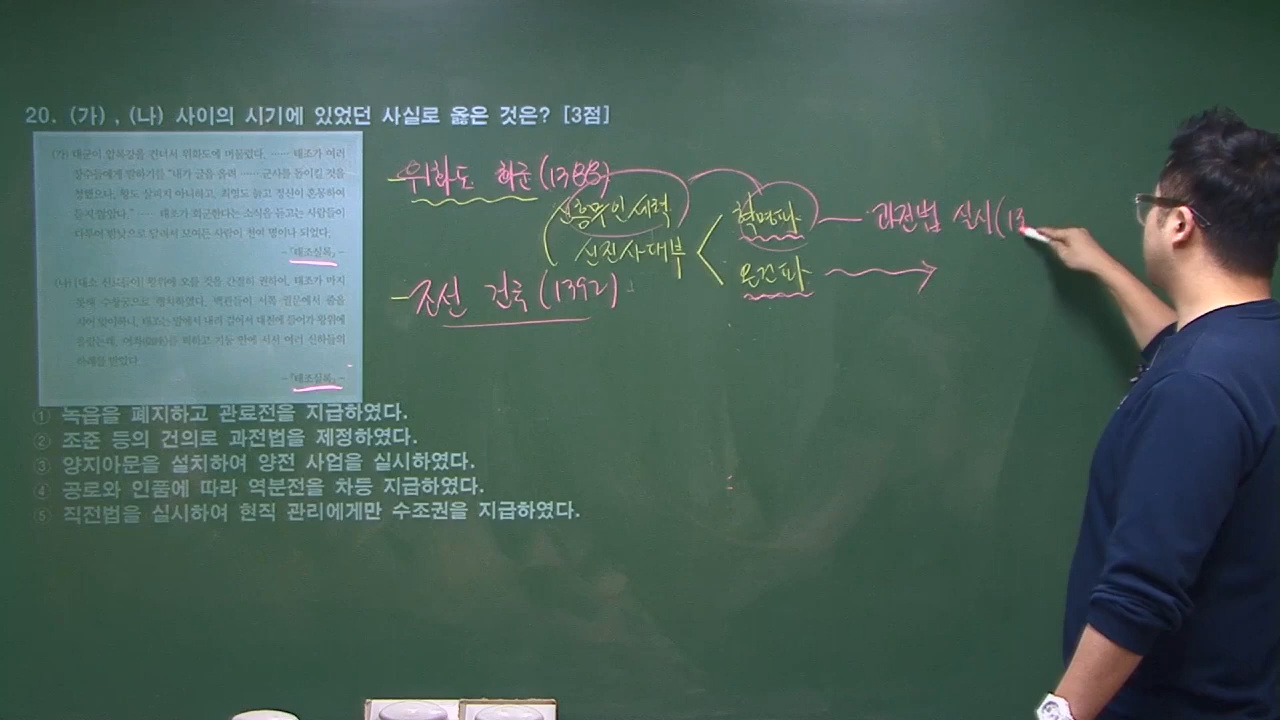 20. (가), (나) 사이의 시기에 있었던 사실로 옳은 것은? [3점]
(가) 대군이 압록강을 건너서 위화도에 머물렀다. …… 태조가 여러
장수들에게 말하기를 "내가 글을 올려 …… 군사를 돌이킬 것을
청했으나, 왕도 살피지 아니하고, 최영도 늙고 정신이 혼몽하여
듣지 않았다." …… 태조가 회군한다는 소식을 듣고는 사람들이
다투어 밤낮으로 달려서 모여든 사람이 천여 명이나 되었다.
-『태조실록』-
(나) 대소 신료들이 왕위에 오를 것을 간절히 권하여, 태조가 마지
못해 수창궁으로 행차하였다. 백관들이 서쪽 궐문에서 줄을
지어 맞이하니, 태조는 말에서 내려 걸어서 대전에 들어가 왕위에
올랐는데, 어좌(御座)를 피하고 기둥 안에 서서 여러 신하들의
하례를 받았다.
-『태조실록』-
① 녹읍을 폐지하고 관료전을 지급하였다.
② 조준 등의 건의로 과전법을 제정하였다.
③ 양지아문을 설치하여 양전 사업을 실시하였다.
④ 공로와 인품에 따라 역분전을 차등 지급하였다.
⑤ 직전법을 실시하여 현직 관리에게만 수조권을 지급하였다.
위화도 회군(1388)
신흥무인세력
신진사대부
혁명파 — 과전법 실시(13
온건파
조선 건축(1392)